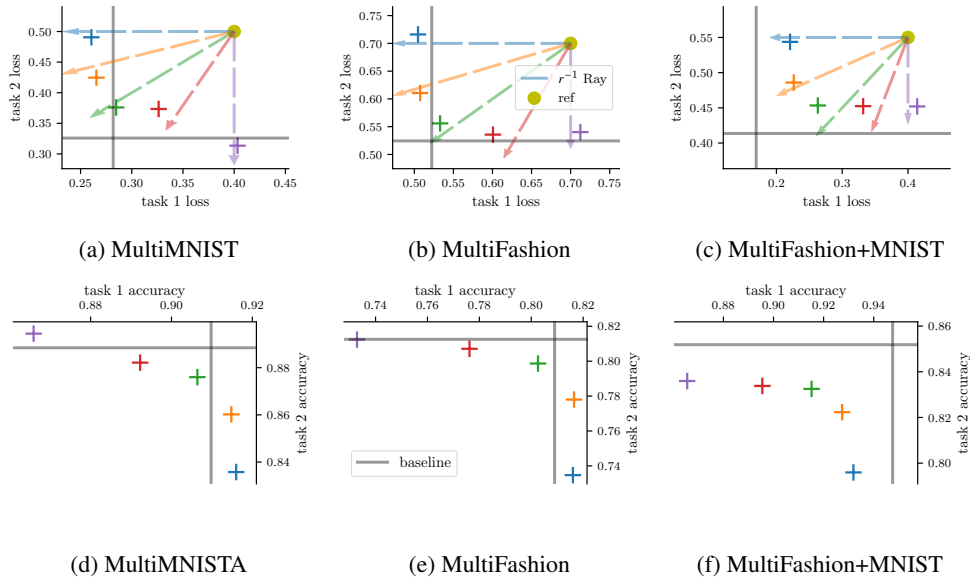 0.50
0.45
0.40
0.35
0.30
task 2 loss
0.25 0.30 0.35 0.40 0.45
task 1 loss
(a) MultiMNIST
0.75
0.70
0.65
0.60
0.55
0.50
task 2 loss
r⁻¹ Ray
ref
0.50 0.55 0.60 0.65 0.70 0.75
task 1 loss
(b) MultiFashion
0.55
0.50
0.45
0.40
task 2 loss
0.2 0.3 0.4
task 1 loss
(c) MultiFashion+MNIST
task 1 accuracy
0.88 0.90 0.92
0.88
0.86
0.84
task 2 accuracy
(d) MultiMNISTA
task 1 accuracy
0.74 0.76 0.78 0.80 0.82
0.82
0.80
0.78
0.76
0.74
task 2 accuracy
baseline
(e) MultiFashion
task 1 accuracy
0.88 0.90 0.92 0.94
0.86
0.84
0.82
0.80
task 2 accuracy
(f) MultiFashion+MNIST